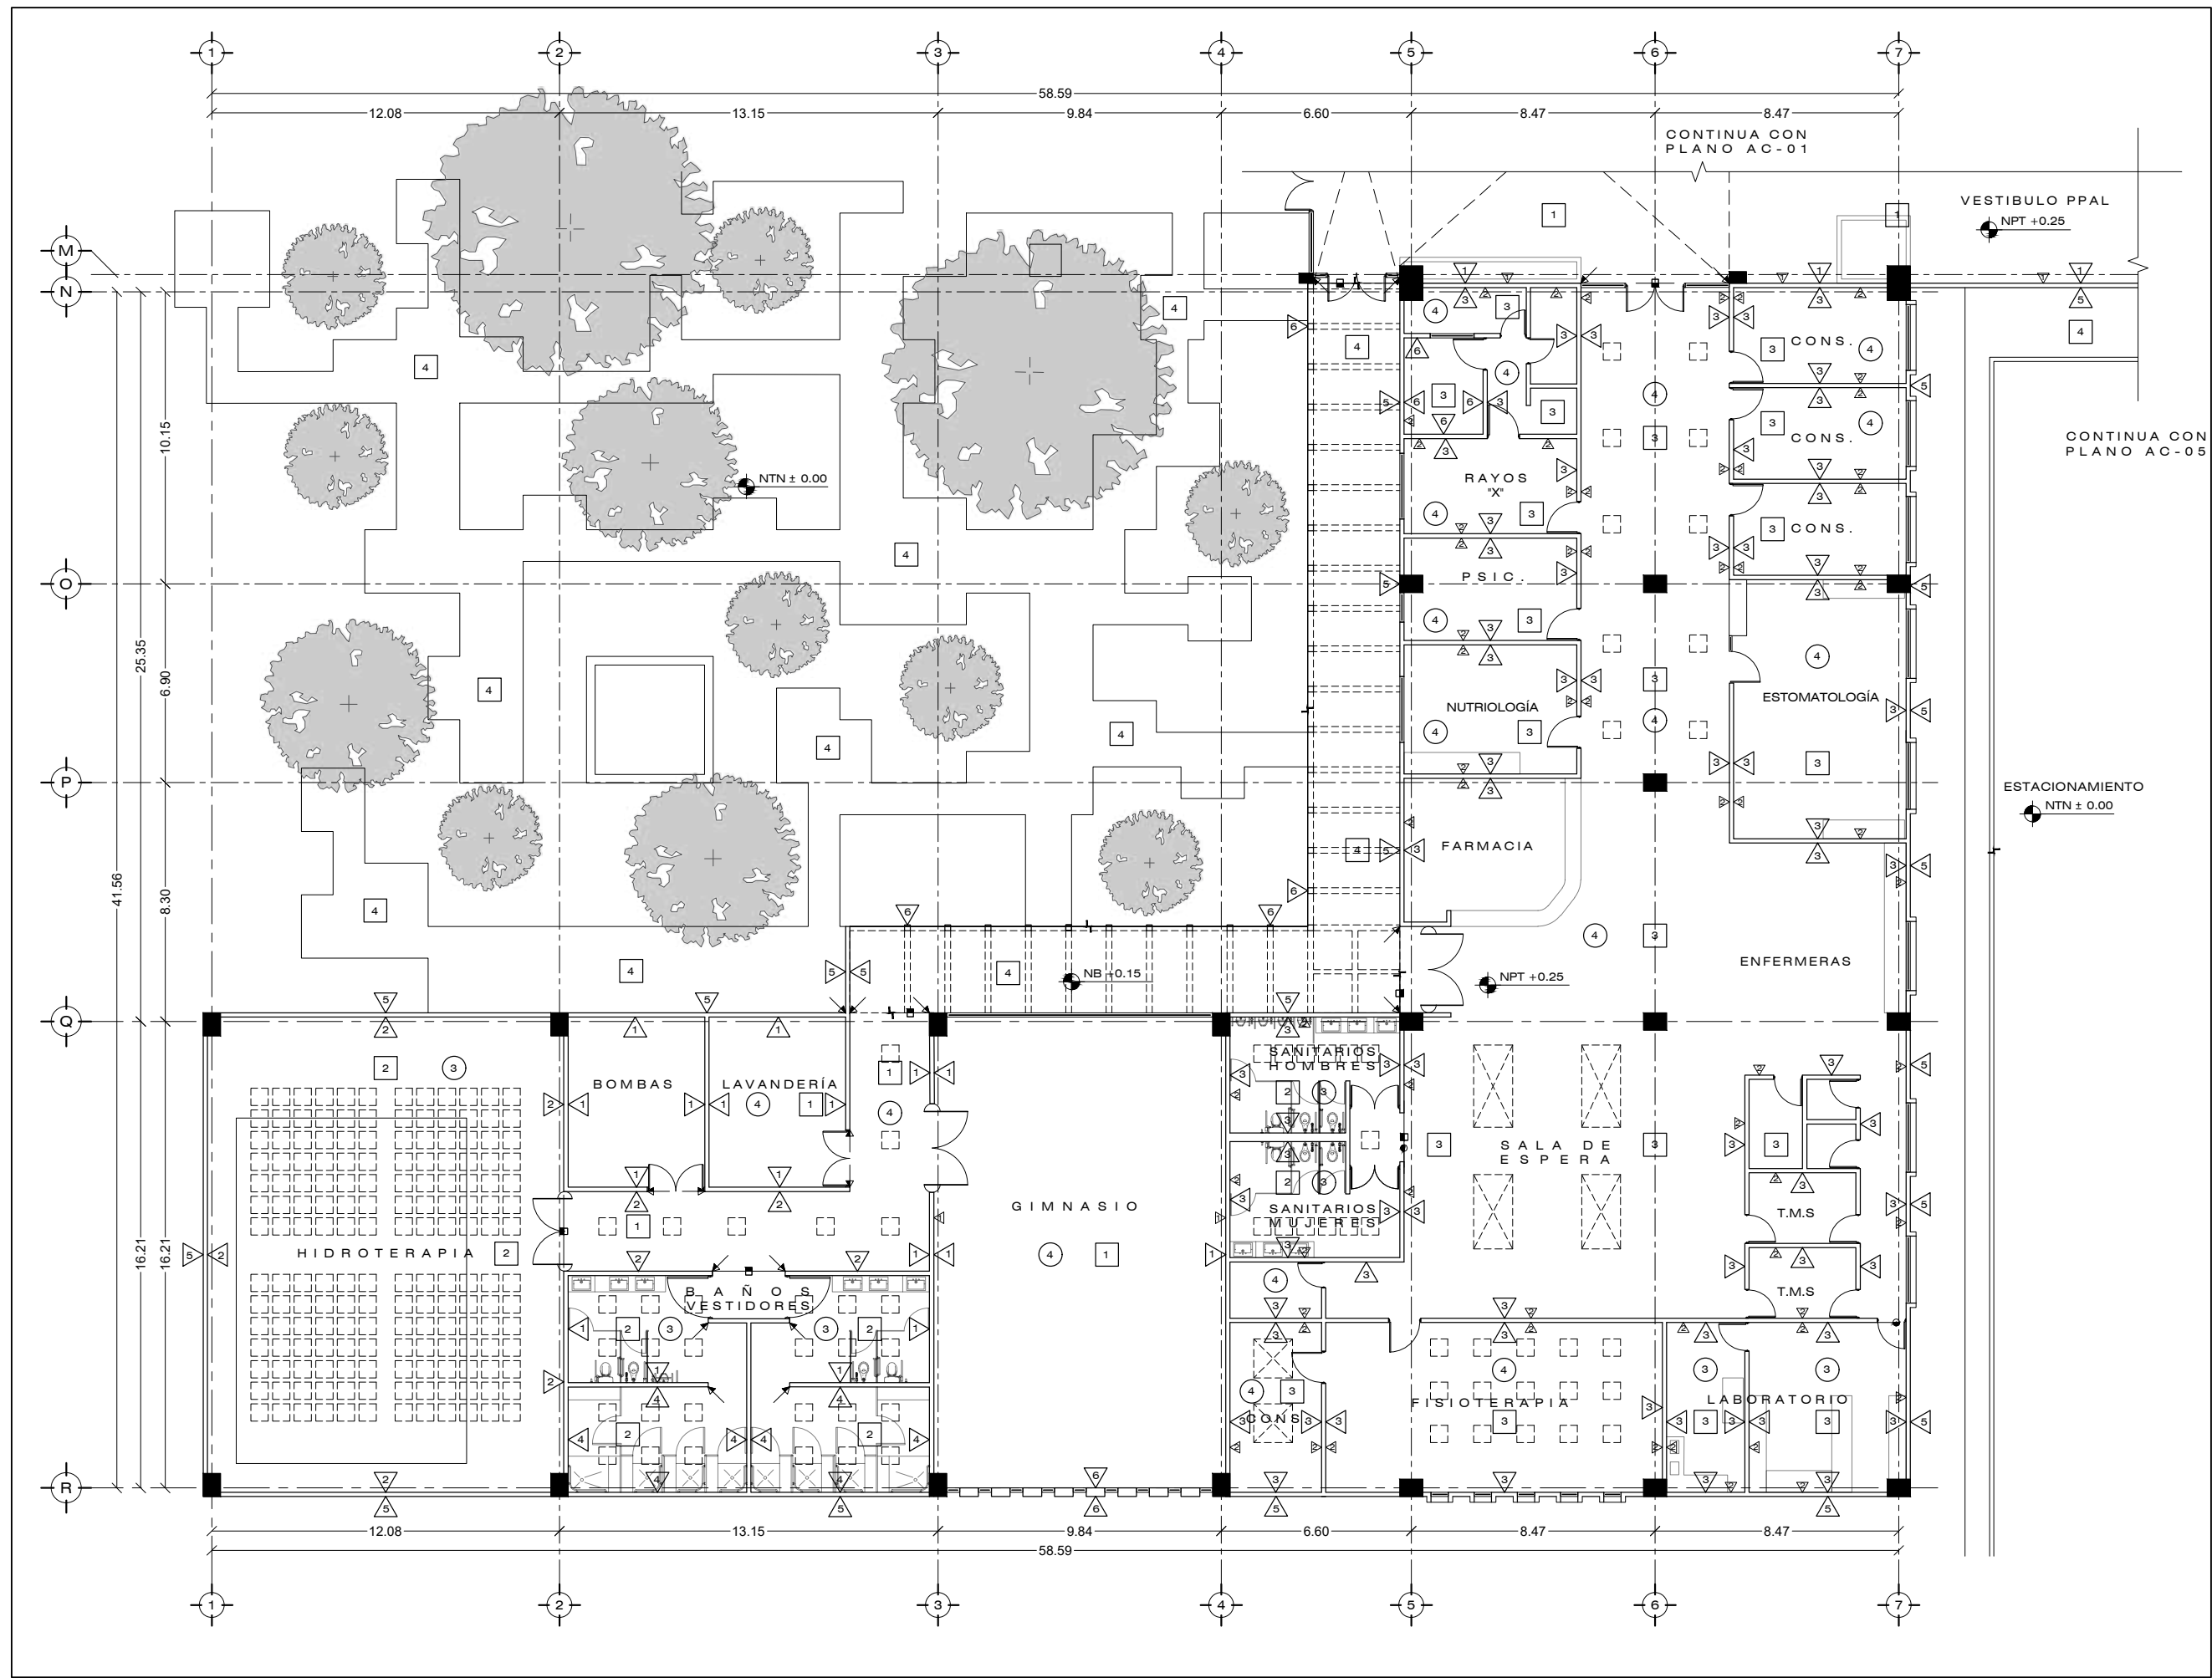 1 2 3 4 5 6 7
58.59
12.08 13.15 9.84 6.60 8.47 8.47
CONTINUA CON
PLANO AC-01
VESTIBULO PPAL
NPT +0.25
M
N
O
P
Q
R
41.56
25.35
16.21
10.15
6.90
8.30
16.21
NTN ± 0.00
CONS.
CONS.
CONS.
CONTINUA CON
PLANO AC-05
RAYOS
"X"
PSIC.
NUTRIOLOGÍA
ESTOMATOLOGÍA
ESTACIONAMIENTO
NTN ± 0.00
FARMACIA
ENFERMERAS
NB +0.15
NPT +0.25
BOMBAS
LAVANDERÍA
SANITARIOS
HOMBRES
SALA DE
ESPERA
GIMNASIO
SANITARIOS
MUJERES
T.M.S
HIDROTERAPIA
T.M.S
BAÑOS
VESTIDORES
CONS.
FISIOTERAPIA
LABORATORIO
12.08 13.15 9.84 6.60 8.47 8.47
58.59
1 2 3 4 5 6 7